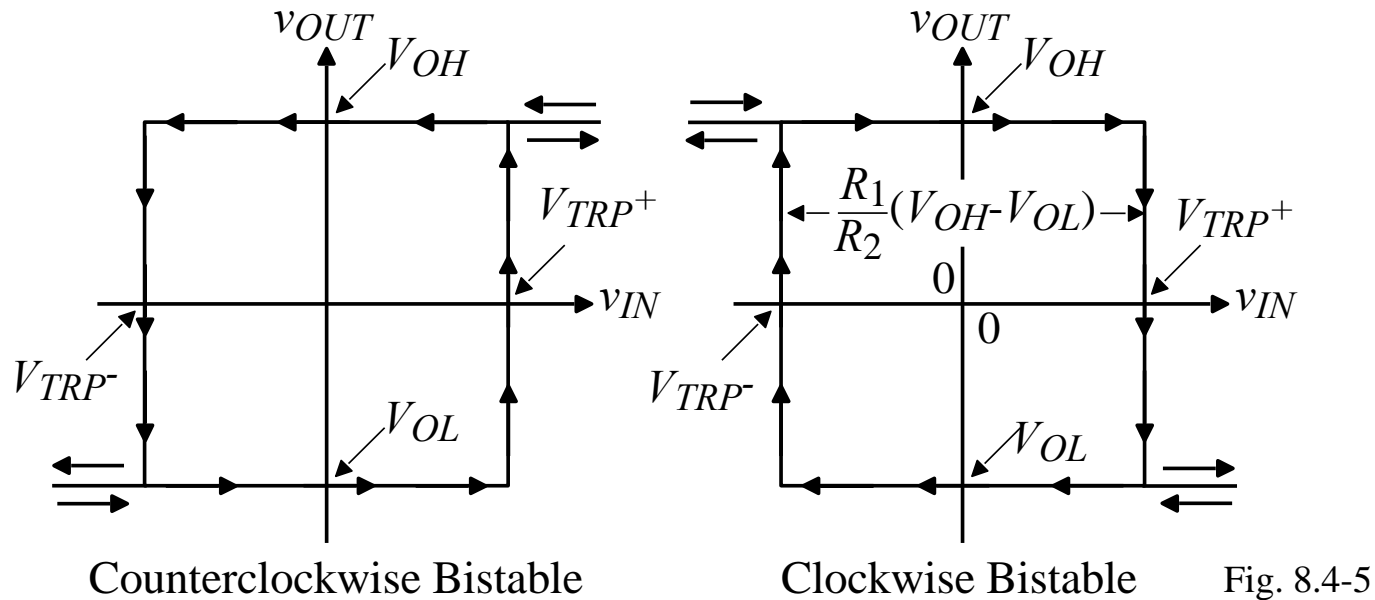 vOUT
VOH
VTRP+
vIN
VTRP-
VOL
Counterclockwise Bistable
vOUT
VOH
R1
R2
(VOH-VOL)
VTRP+
0
vIN
0
VTRP-
VOL
Clockwise Bistable
Fig. 8.4-5